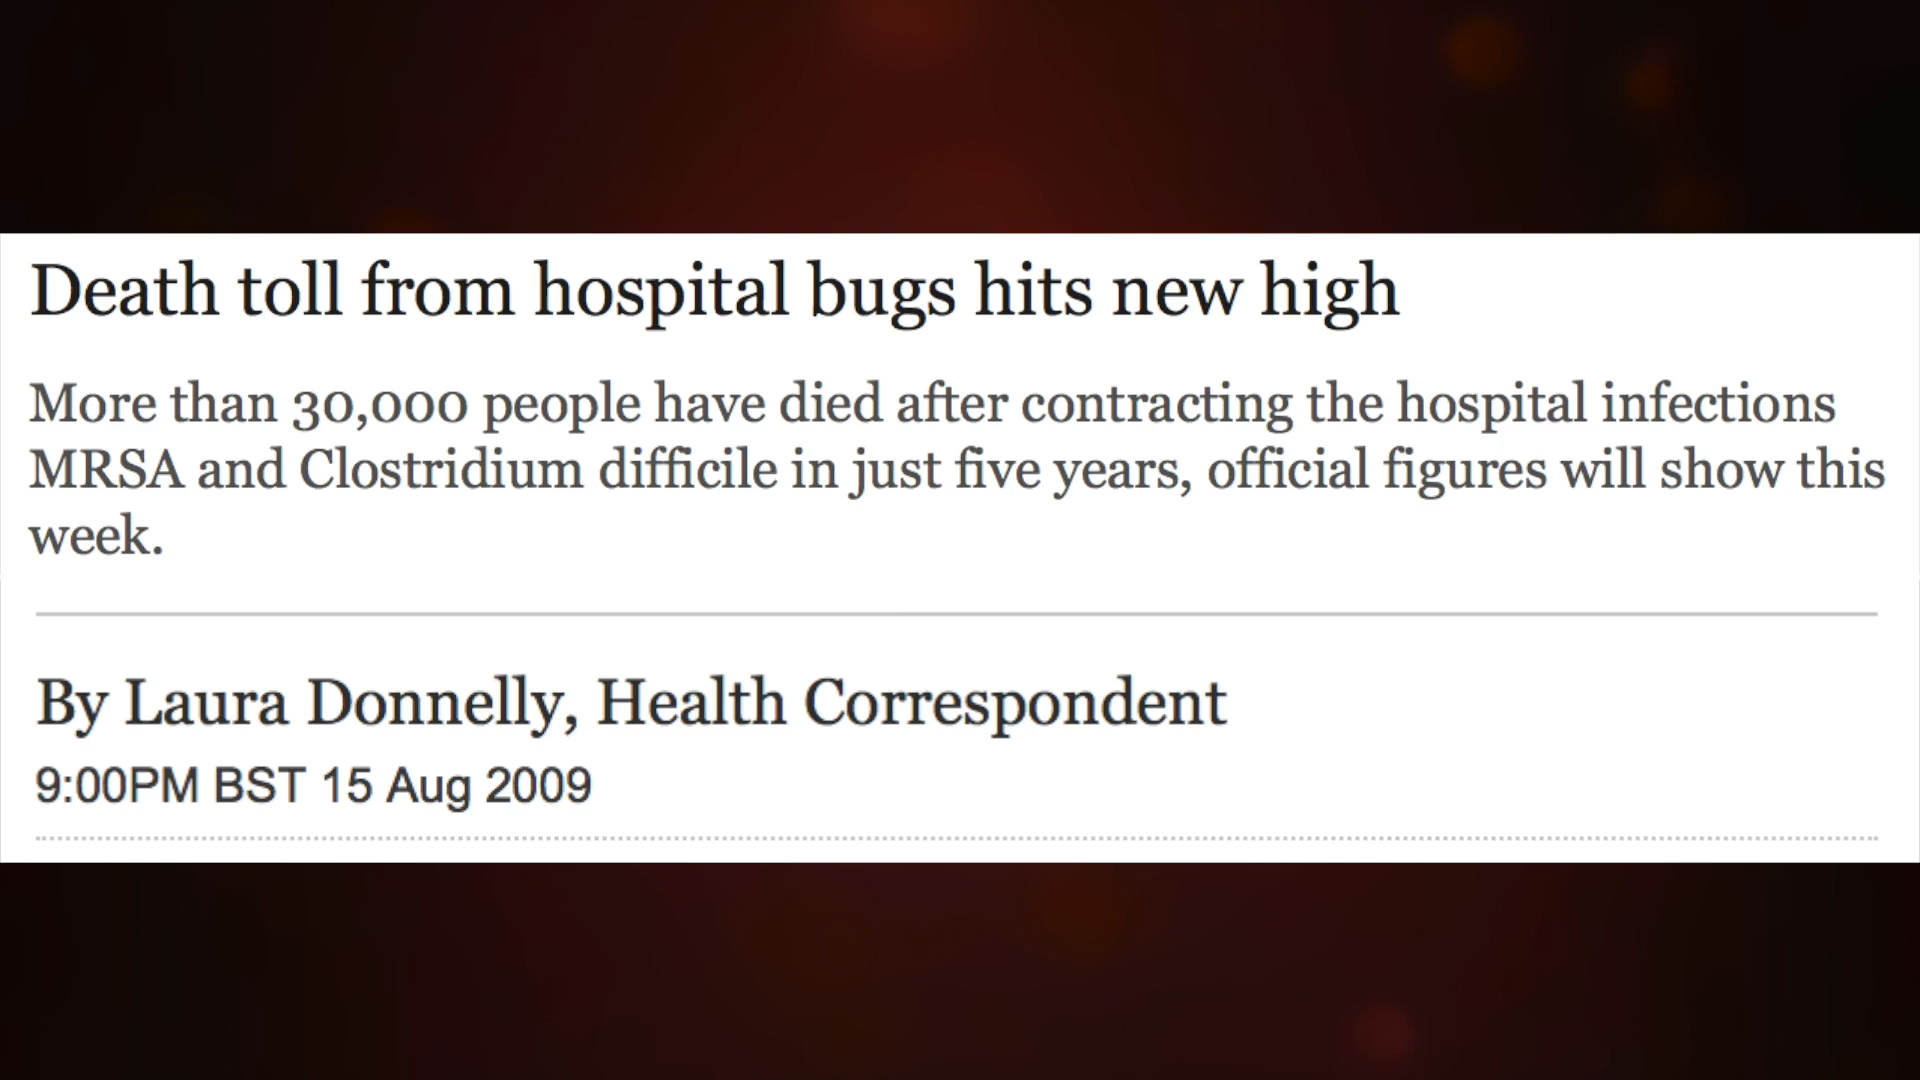 Death toll from hospital bugs hits new high
More than 30,000 people have died after contracting the hospital infections
MRSA and Clostridium difficile in just five years, official figures will show this
week.
By Laura Donnelly, Health Correspondent
9:00PM BST 15 Aug 2009